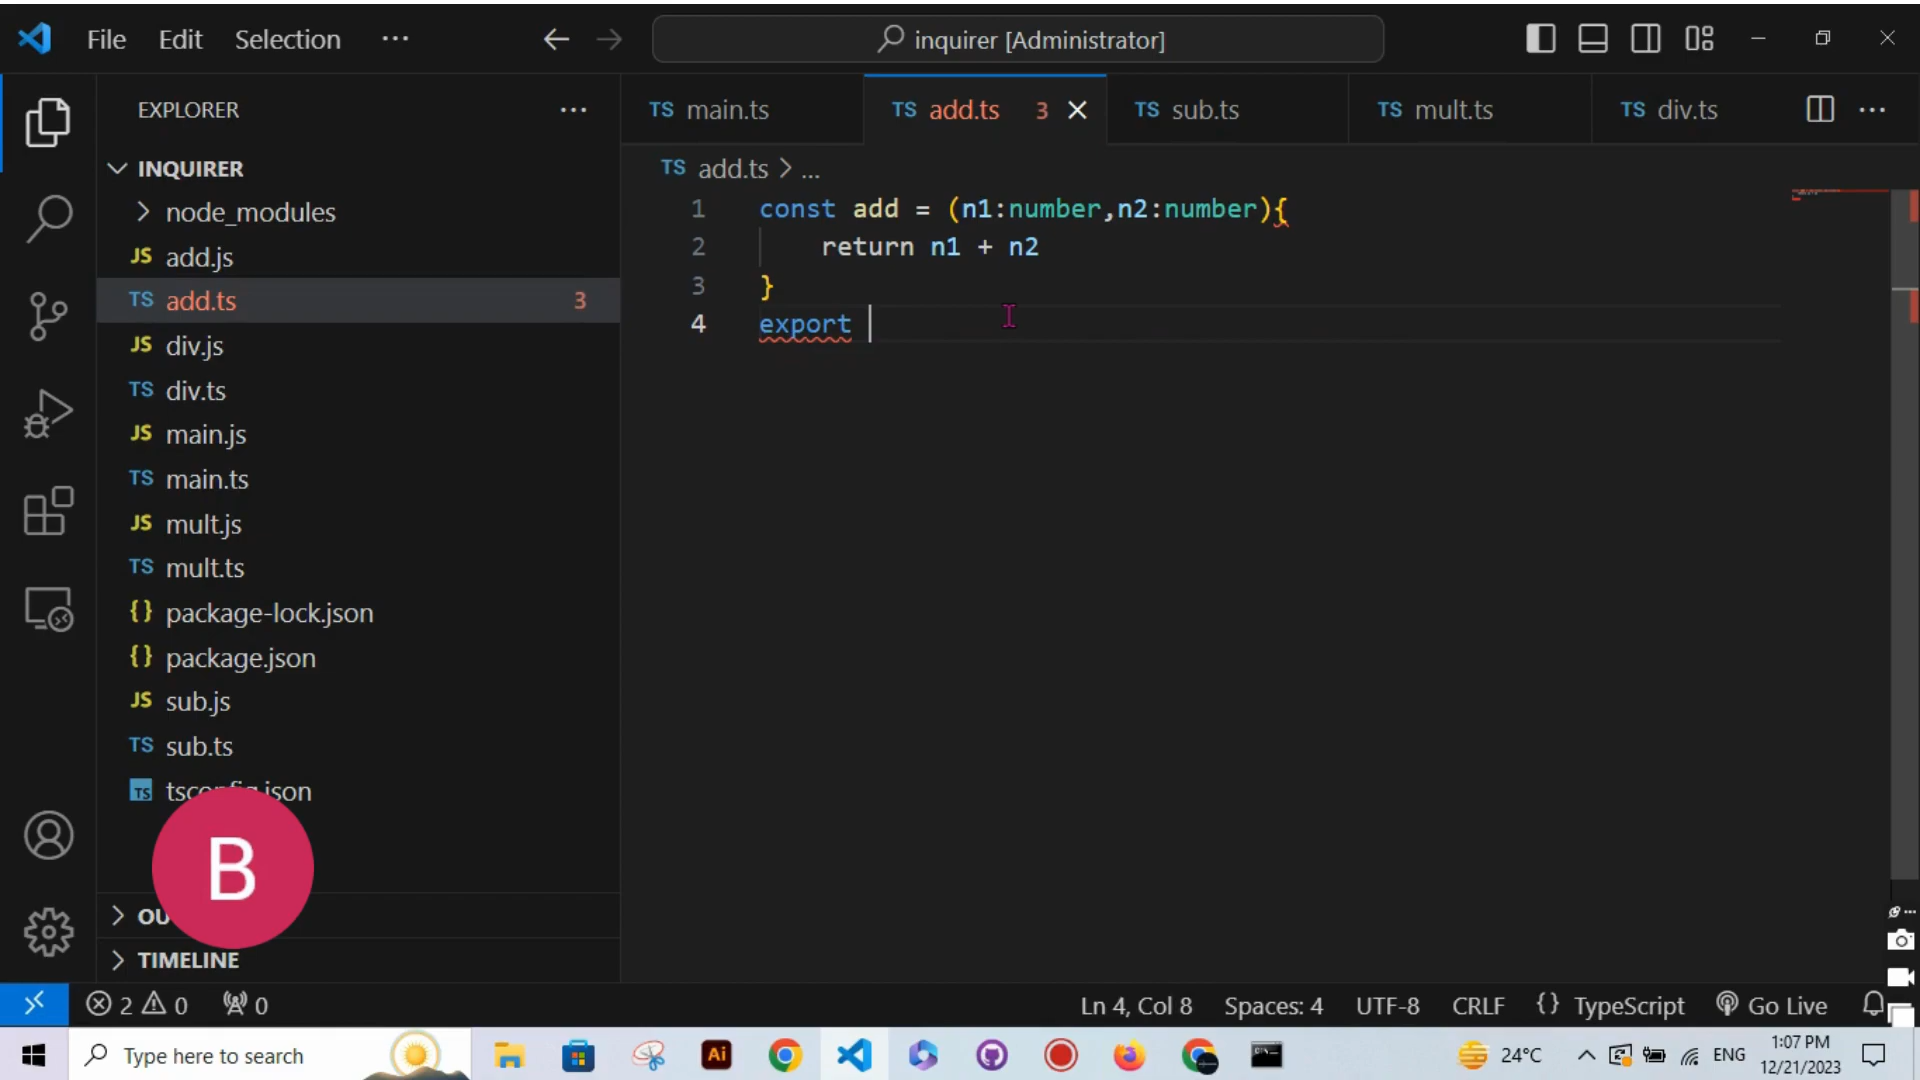 File Edit Selection ··· inquirer [Administrator]
EXPLORER ···
INQUIRER
node_modules
JS add.js
TS add.ts 3
JS div.js
TS div.ts
JS main.js
TS main.ts
JS mult.js
TS mult.ts
{} package-lock.json
{} package.json
JS sub.js
TS sub.ts
TS tsconfig.json
B
OU
TIMELINE
TS main.ts TS add.ts 3 TS sub.ts TS mult.ts TS div.ts ···
TS add.ts > ...
1 const add = (n1:number,n2:number){
2 return n1 + n2
3 }
4 export
2 0 0 Ln 4, Col 8 Spaces: 4 UTF-8 CRLF {} TypeScript Go Live
Type here to search Ai 24°C ENG 1:07 PM
12/21/2023